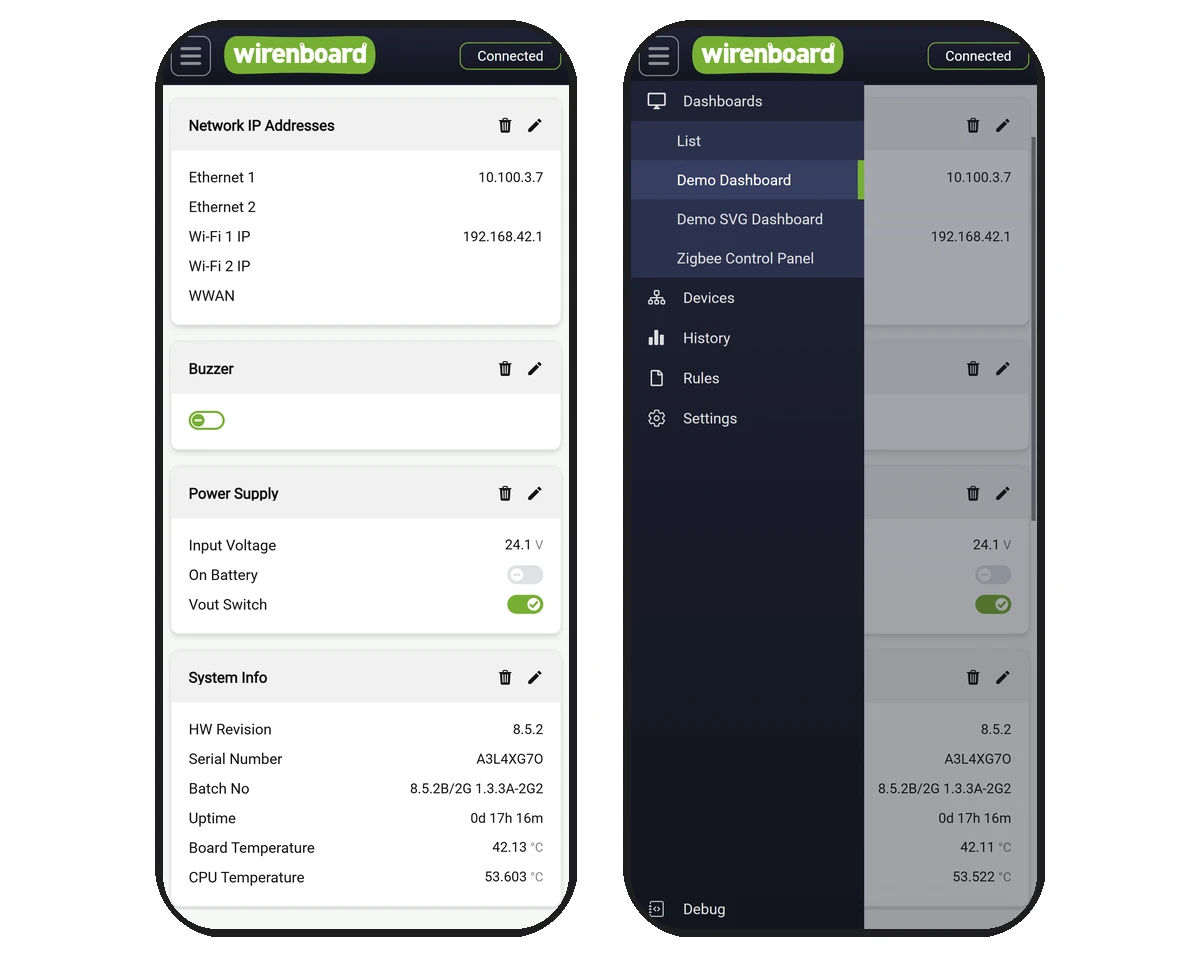 wirenboard
Connected
Network IP Addresses
Ethernet 1 10.100.3.7
Ethernet 2
Wi-Fi 1 IP 192.168.42.1
Wi-Fi 2 IP
WWAN
Buzzer
Power Supply
Input Voltage 24.1 V
On Battery
Vout Switch
System Info
HW Revision 8.5.2
Serial Number A3L4XG7O
Batch No 8.5.2B/2G 1.3.3A-2G2
Uptime 0d 17h 16m
Board Temperature 42.13 °C
CPU Temperature 53.603 °C
wirenboard
Connected
Dashboards
List
Demo Dashboard
Demo SVG Dashboard
Zigbee Control Panel
Devices
History
Rules
Settings
Debug
10.100.3.7
192.168.42.1
24.1 V
8.5.2
A3L4XG7O
8.5.2B/2G 1.3.3A-2G2
0d 17h 16m
42.11 °C
53.522 °C